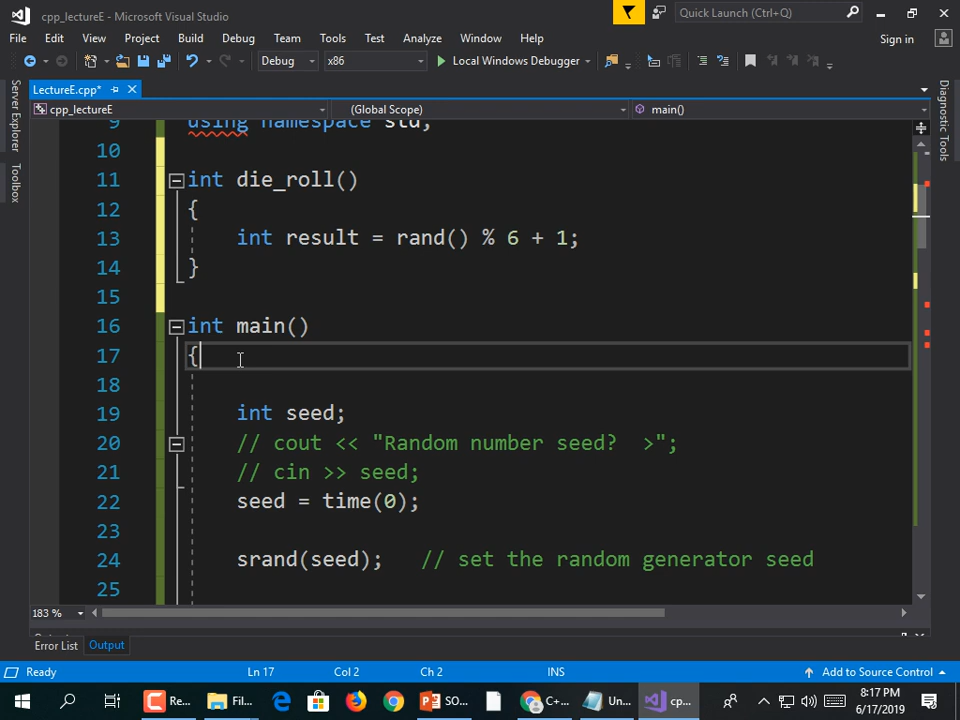 cpp_lectureE - Microsoft Visual Studio
Quick Launch (Ctrl+Q)
File Edit View Project Build Debug Team Tools Test Analyze Window Help Sign in
Debug x86 Local Windows Debugger
LectureE.cpp*
cpp_lectureE (Global Scope) main()
Server Explorer
Toolbox
Diagnostic Tools
9 using namespace std;
10
11 int die_roll()
12 {
13 int result = rand() % 6 + 1;
14 }
15
16 int main()
17 {
18
19 int seed;
20 // cout << "Random number seed?  >";
21 // cin >> seed;
22 seed = time(0);
23
24 srand(seed);   // set the random generator seed
25
183 %
Error List Output
Ready Ln 17 Col 2 Ch 2 INS Add to Source Control
Re... Fil... SO... C+... Un... cp...
8:17 PM
6/17/2019